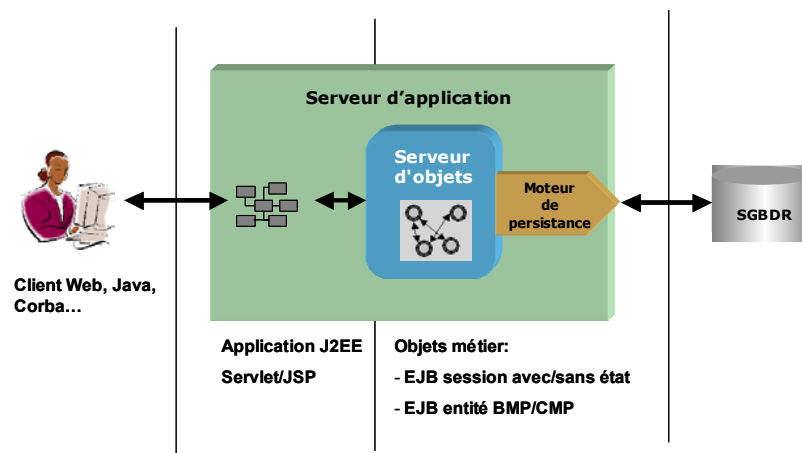 Serveur d'application
Serveur
d'objets
Moteur
de
persistance
SGBDR
Client Web, Java,
Corba…
Application J2EE
Servlet/JSP
Objets métier:
- EJB session avec/sans état
- EJB entité BMP/CMP